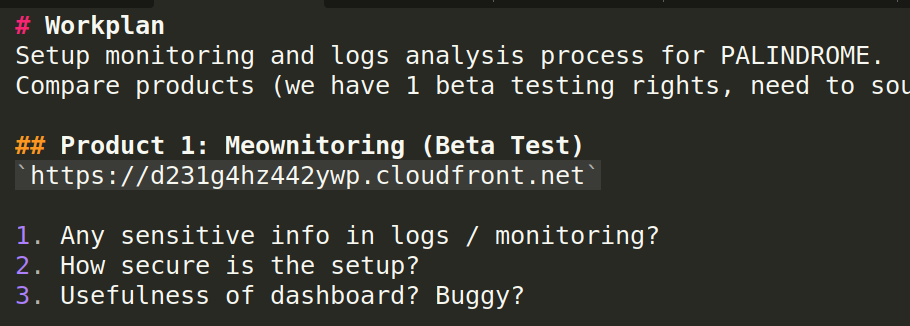 # Workplan
Setup monitoring and logs analysis process for PALINDROME.
Compare products (we have 1 beta testing rights, need to
## Product 1: Meownitoring (Beta Test)
`https://d231g4hz442ywp.cloudfront.net`
1. Any sensitive info in logs / monitoring?
2. How secure is the setup?
3. Usefulness of dashboard? Buggy?